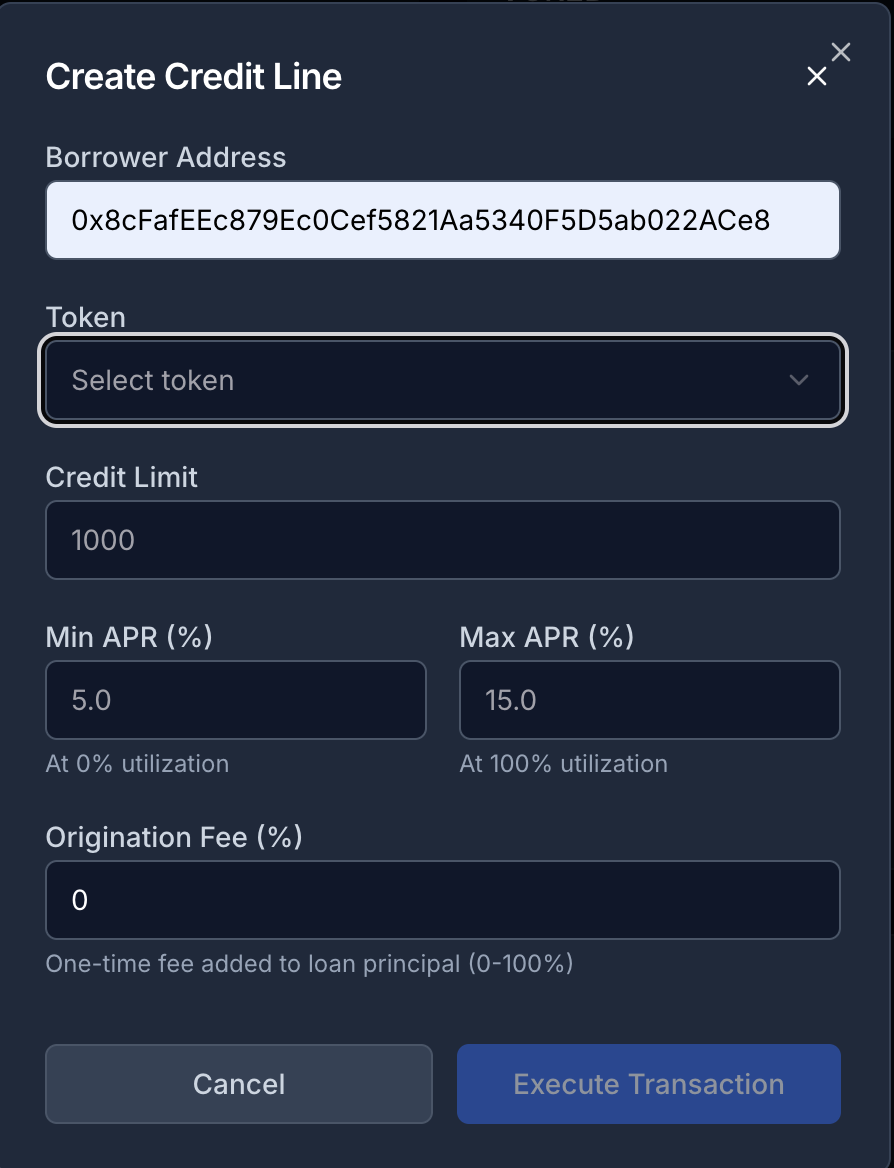 Create Credit Line
Borrower Address
0x8cFafEEc879Ec0Cef5821Aa5340F5D5ab022ACe8
Token
Select token
Credit Limit
1000
Min APR (%)
Max APR (%)
5.0
15.0
At 0% utilization
At 100% utilization
Origination Fee (%)
0
One-time fee added to loan principal (0-100%)
Cancel
Execute Transaction